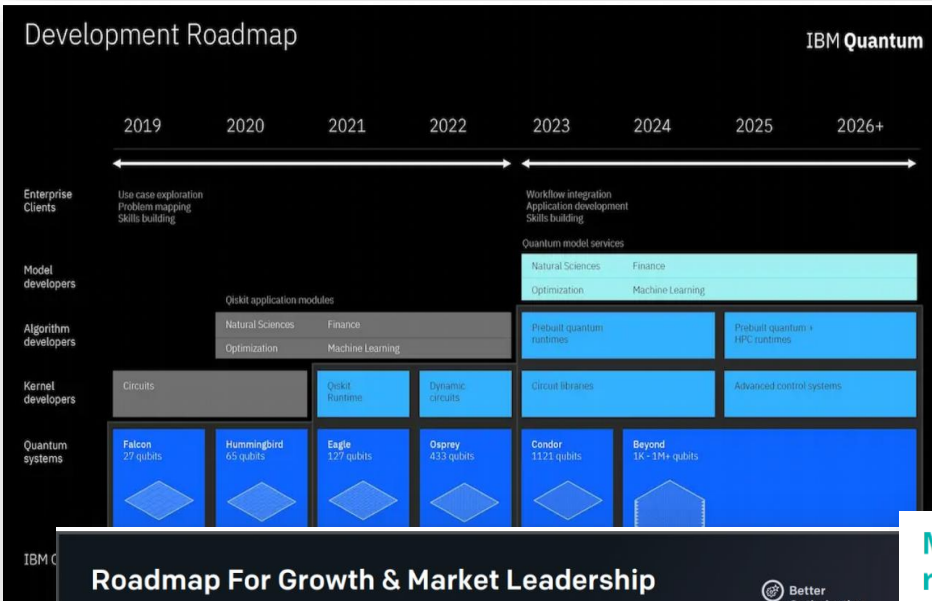 Development Roadmap
IBM Quantum
2019 2020 2021 2022 2023 2024 2025 2026+
Enterprise
Clients
Use case exploration
Problem mapping
Skills building
Workflow integration
Application development
Skills building
Model
developers
Quantum model services
Natural Sciences Finance
Optimization Machine Learning
Algorithm
developers
Qiskit application modules
Natural Sciences Finance
Optimization Machine Learning
Prebuilt quantum
runtimes
Prebuilt quantum +
HPC runtimes
Kernel
developers
Circuits
Qiskit
Runtime
Dynamic
circuits
Circuit libraries
Advanced control systems
Quantum
systems
Falcon
27 qubits
Hummingbird
65 qubits
Eagle
127 qubits
Osprey
433 qubits
Condor
1121 qubits
Beyond
1K - 1M+ qubits
IBM
Roadmap For Growth & Market Leadership
Better